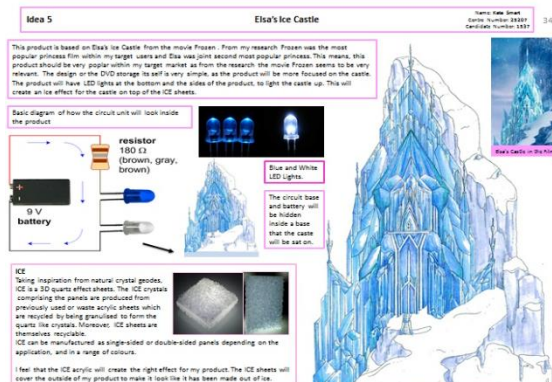 Idea 5
Elsa's Ice Castle
Name: Kate Smart
Centre Number 25207
Candidate Number 1537
34
This product is based on Elsa's Ice Castle from the movie Frozen . From my research Frozen was the most
popular princess film within my target users and Elsa was joint second most popular princess. This means, this
product should be very poplar within my target market as from the research the movie Frozen seems to be very
relevant. The design or the DVD storage its self is very simple, as the product will be more focused on the castle.
The product will have LED lights at the bottom and the sides of the product, to light the castle up. This will
create an ice effect for the castle on top of the ICE sheets.
Elsa's Castle in the Film
Basic diagram of how the circuit unit will look inside
the product
resistor
180 Ω
(brown, gray,
brown)
9 V
battery
Blue and White
LED Lights.
The circuit base
and battery will
be hidden
inside a base
that the caste
will be sat on.
ICE
Taking inspiration from natural crystal geodes,
ICE is a 3D quartz effect sheets. The ICE crystals
comprising the panels are produced from
previously used or waste acrylic sheets which
are recycled by being granulised to form the
quartz like crystals. Moreover, ICE sheets are
themselves recyclable.
ICE can be manufactured as single-sided or double-sided panels depending on the
application, and in a range of colours.
I feel that the ICE acrylic will create the right effect for my product. The ICE sheets will
cover the outside of my product to make it look like it has been made out of ice.